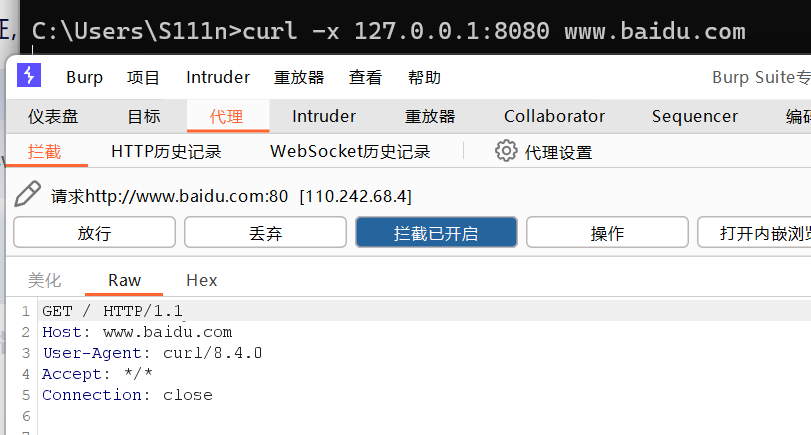 C:\Users\S111n>curl -x 127.0.0.1:8080 www.baidu.com
Burp 项目 Intruder 重放器 查看 帮助 Burp Suite专
仪表盘 目标 代理 Intruder 重放器 Collaborator Sequencer 编码
拦截 HTTP历史记录 WebSocket历史记录 代理设置
请求http://www.baidu.com:80 [110.242.68.4]
放行 丢弃 拦截已开启 操作 打开内嵌浏览
美化 Raw Hex
1 GET / HTTP/1.1
2 Host: www.baidu.com
3 User-Agent: curl/8.4.0
4 Accept: */*
5 Connection: close
6
7